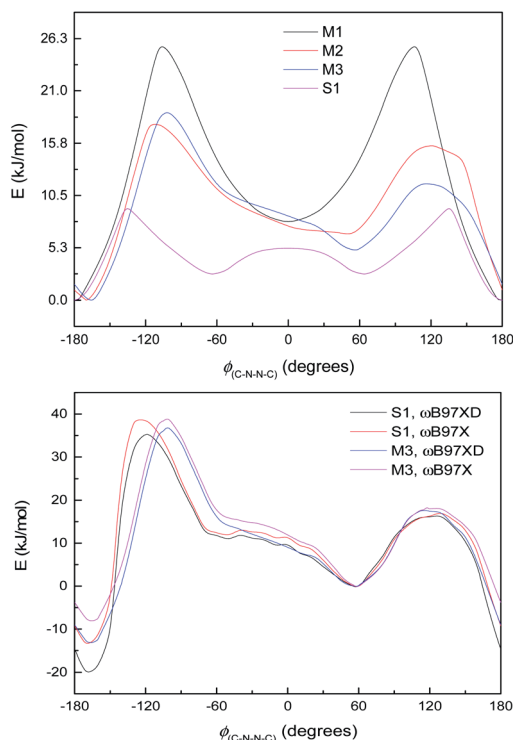 26.3
21.0
15.8
10.5
5.3
0.0
E (kJ/mol)
M1
M2
M3
S1
-180 -120 -60 0 60 120 180
ϕ(C-N-N-C) (degrees)
40
30
20
10
0
-10
-20
E (kJ/mol)
S1, ωB97XD
S1, ωB97X
M3, ωB97XD
M3, ωB97X
-180 -120 -60 0 60 120 180
ϕ(C-N-N-C) (degrees)